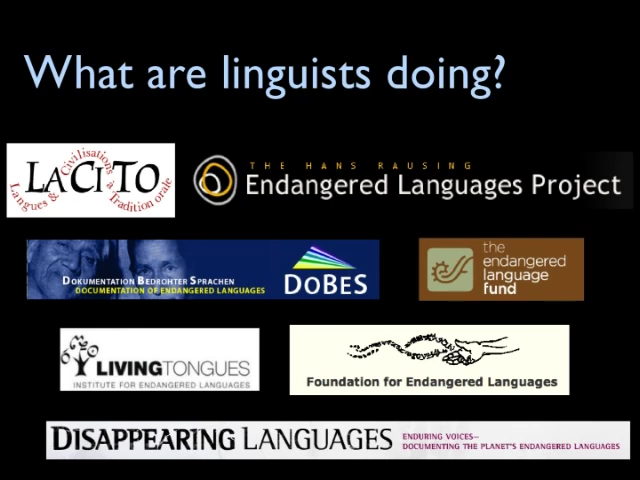 What are linguists doing?
LACITO
Langues & Civilisations à Tradition orale
THE HANS RAUSING
Endangered Languages Project
DOKUMENTATION BEDROHTER SPRACHEN
DOCUMENTATION OF ENDANGERED LANGUAGES
DOBES
the
endangered
language
fund
LIVINGTONGUES
INSTITUTE FOR ENDANGERED LANGUAGES
Foundation for Endangered Languages
DISAPPEARING LANGUAGES
ENDURING VOICES—
DOCUMENTING THE PLANET'S ENDANGERED LANGUAGES